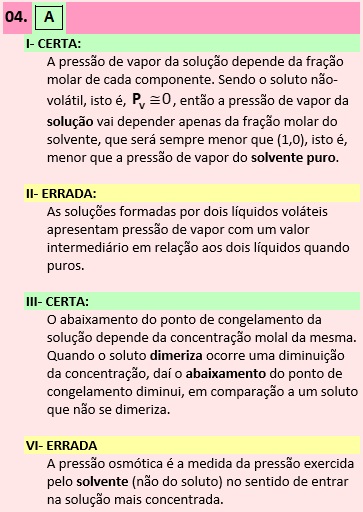 04. A
I- CERTA:
A pressão de vapor da solução depende da fração
molar de cada componente. Sendo o soluto não-
volátil, isto é, Pv ≅ 0, então a pressão de vapor da
solução vai depender apenas da fração molar do
solvente, que será sempre menor que (1,0), isto é,
menor que a pressão de vapor do solvente puro.
II- ERRADA:
As soluções formadas por dois líquidos voláteis
apresentam pressão de vapor com um valor
intermediário em relação aos dois líquidos quando
puros.
III- CERTA:
O abaixamento do ponto de congelamento da
solução depende da concentração molal da mesma.
Quando o soluto dimeriza ocorre uma diminuição
da concentração, daí o abaixamento do ponto de
congelamento diminui, em comparação a um soluto
que não se dimeriza.
VI- ERRADA
A pressão osmótica é a medida da pressão exercida
pelo solvente (não do soluto) no sentido de entrar
na solução mais concentrada.